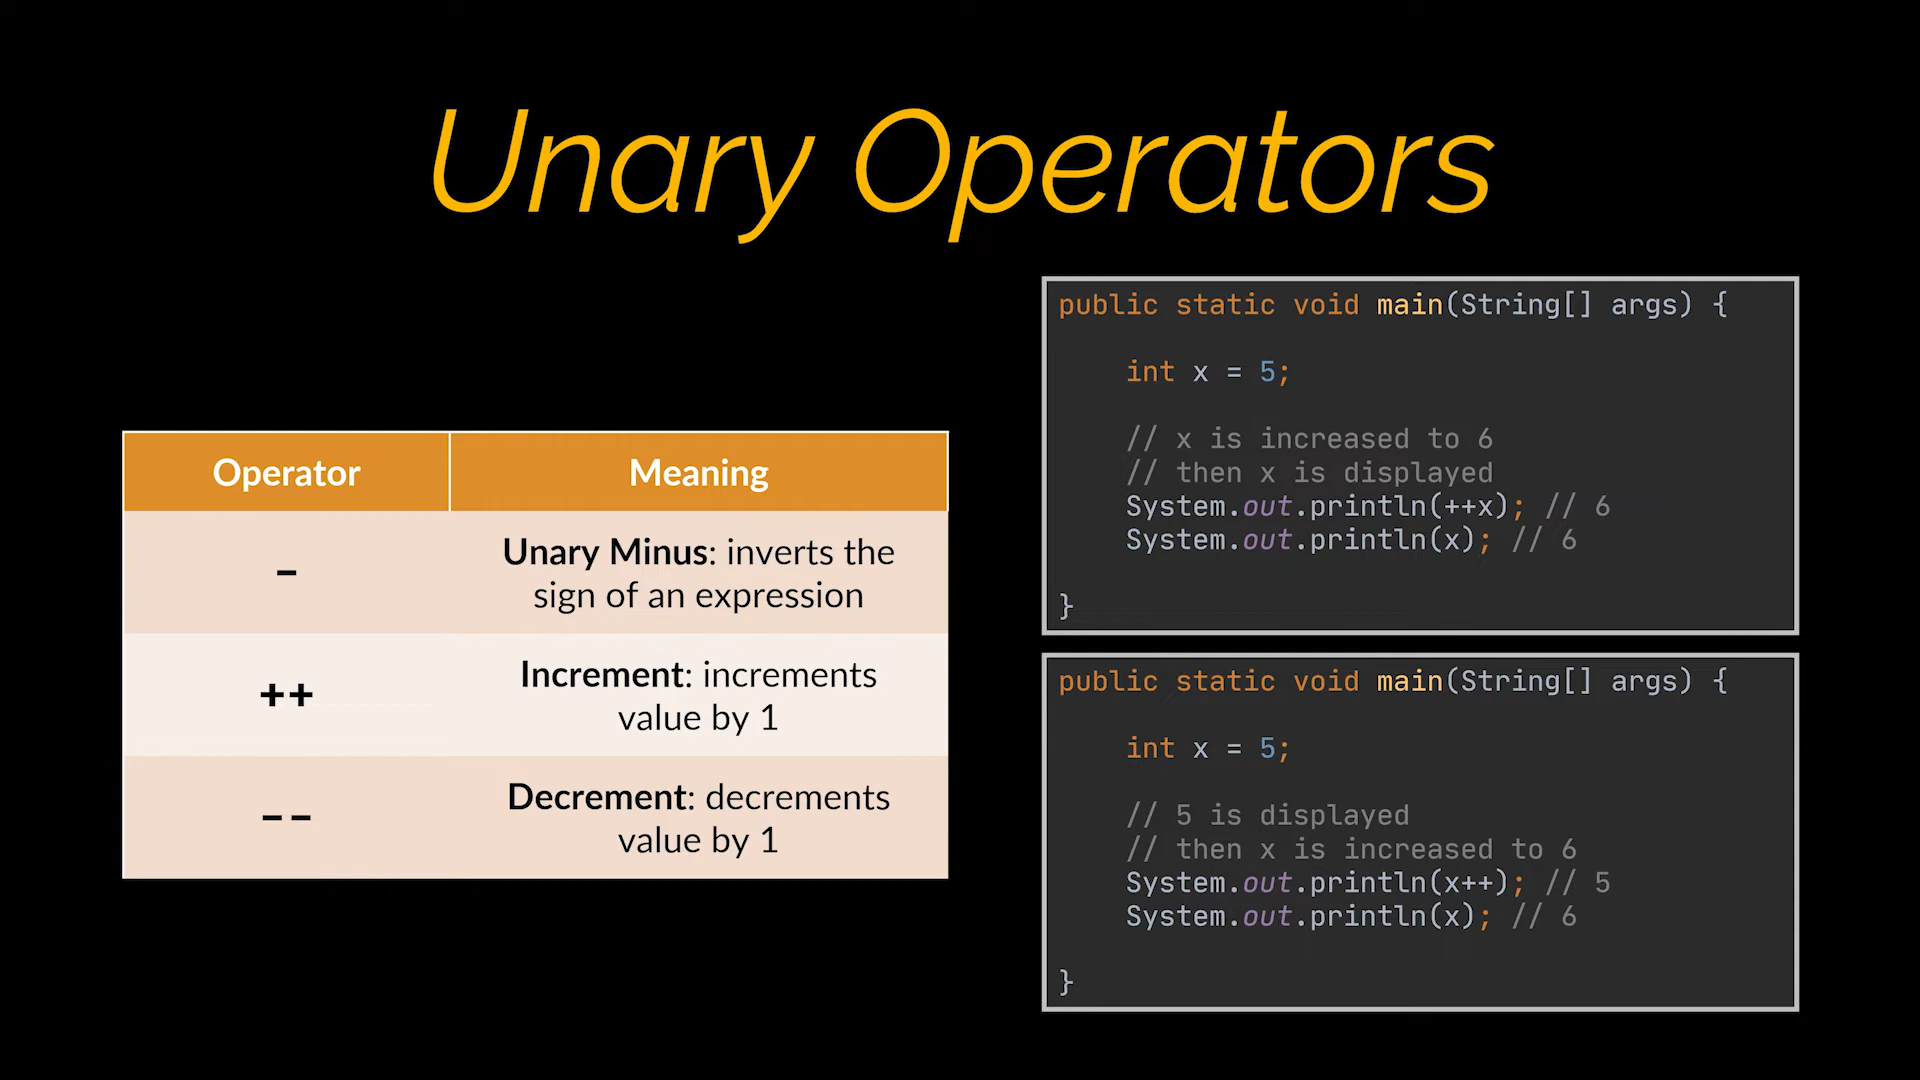 Unary Operators
Operator Meaning
- Unary Minus: inverts the
sign of an expression
++ Increment: increments
value by 1
-- Decrement: decrements
value by 1
public static void main(String[] args) {
int x = 5;
// x is increased to 6
// then x is displayed
System.out.println(++x); // 6
System.out.println(x); // 6
}
public static void main(String[] args) {
int x = 5;
// 5 is displayed
// then x is increased to 6
System.out.println(x++); // 5
System.out.println(x); // 6
}